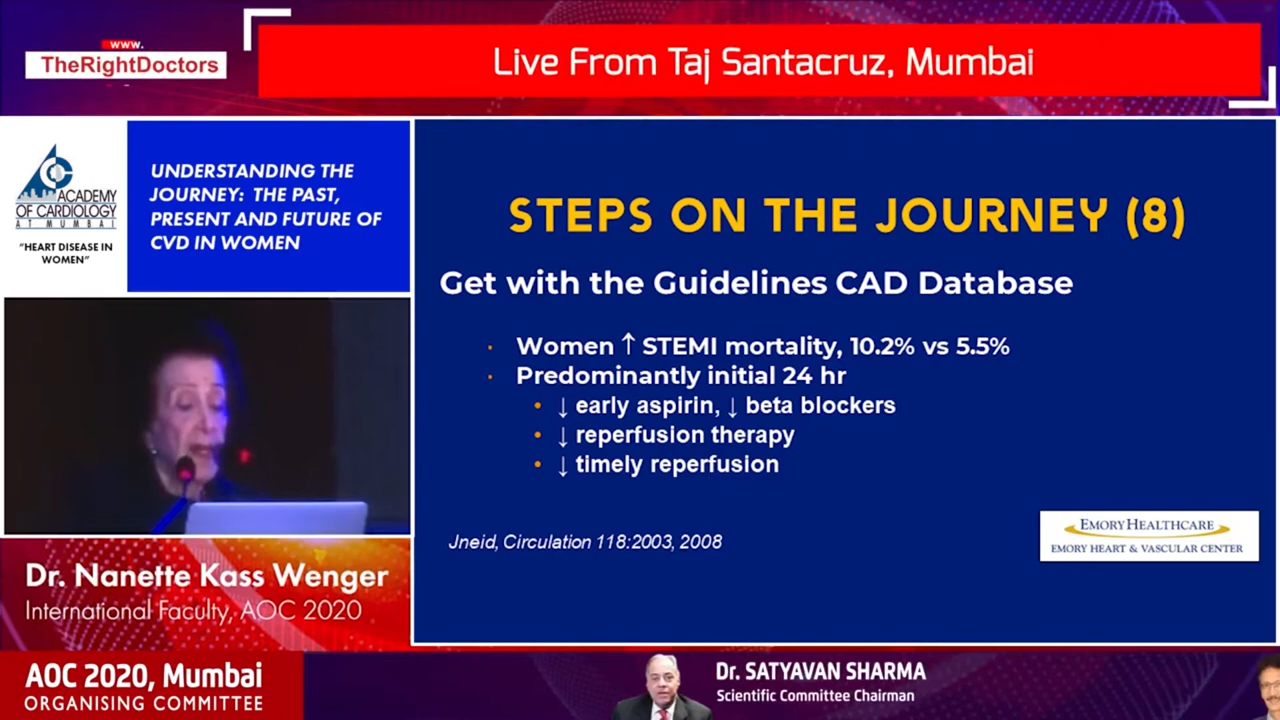 www.
TheRightDoctors
Live From Taj Santacruz, Mumbai
ACADEMY
OF CARDIOLOGY
AT MUMBAI
“HEART DISEASE IN
WOMEN”
UNDERSTANDING THE
JOURNEY: THE PAST,
PRESENT AND FUTURE OF
CVD IN WOMEN
STEPS ON THE JOURNEY (8)
Get with the Guidelines CAD Database
· Women ↑ STEMI mortality, 10.2% vs 5.5%
· Predominantly initial 24 hr
• ↓ early aspirin, ↓ beta blockers
• ↓ reperfusion therapy
• ↓ timely reperfusion
Jneid, Circulation 118:2003, 2008
EMORY HEALTHCARE
EMORY HEART & VASCULAR CENTER
Dr. Nanette Kass Wenger
International Faculty, AOC 2020
AOC 2020, Mumbai
ORGANISING COMMITTEE
Dr. SATYAVAN SHARMA
Scientific Committee Chairman